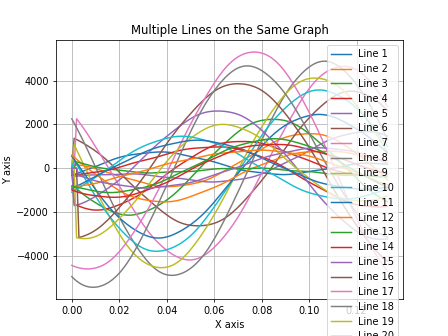 Multiple Lines on the Same Graph
Y axis
4000
2000
0
−2000
−4000
0.00
0.02
0.04
0.06
0.08
0.10
X axis
Line 1
Line 2
Line 3
Line 4
Line 5
Line 6
Line 7
Line 8
Line 9
Line 10
Line 11
Line 12
Line 13
Line 14
Line 15
Line 16
Line 17
Line 18
Line 19
Line 20